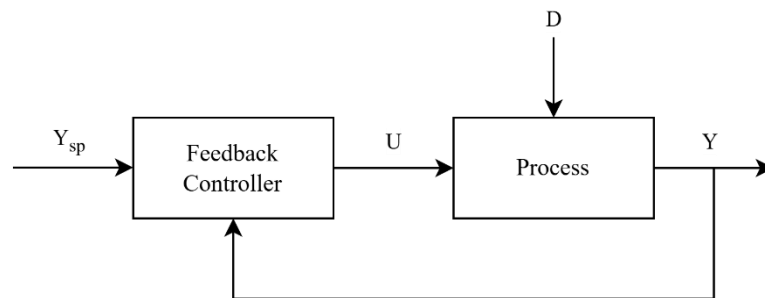 D
Y_sp
Feedback
Controller
U
Process
Y